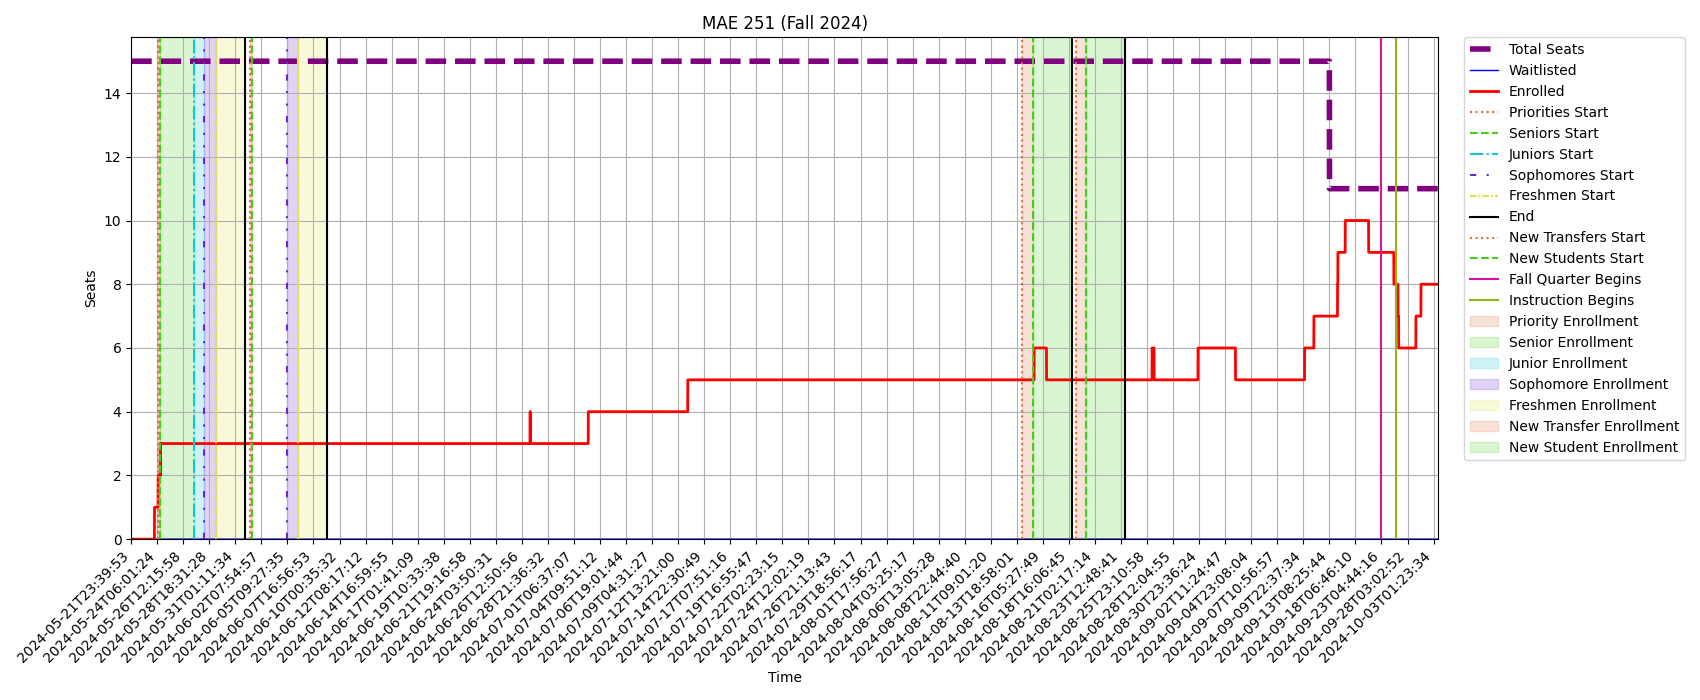 MAE 251 (Fall 2024)
Seats
14
12
10
8
6
4
2
0
2024-05-21T23:39:53
2024-05-24T06:01:24
2024-05-26T12:15:58
2024-05-28T18:31:28
2024-05-31T01:11:34
2024-06-02T07:54:57
2024-06-05T09:27:35
2024-06-07T16:56:53
2024-06-10T00:35:32
2024-06-12T08:17:12
2024-06-14T16:59:55
2024-06-17T01:41:09
2024-06-19T10:33:38
2024-06-21T19:16:58
2024-06-24T03:50:31
2024-06-26T12:50:56
2024-06-28T21:36:32
2024-07-01T06:37:07
2024-07-04T09:51:12
2024-07-06T19:01:44
2024-07-09T04:31:27
2024-07-12T13:21:00
2024-07-14T22:30:49
2024-07-17T07:51:16
2024-07-19T16:55:47
2024-07-22T02:23:15
2024-07-24T12:02:19
2024-07-26T21:13:43
2024-07-29T18:56:17
2024-08-01T17:56:27
2024-08-04T03:25:17
2024-08-06T13:05:28
2024-08-08T22:44:40
2024-08-11T09:01:20
2024-08-13T18:58:01
2024-08-16T05:27:49
2024-08-18T16:06:45
2024-08-21T02:17:14
2024-08-23T12:48:41
2024-08-25T23:10:58
2024-08-28T12:04:55
2024-08-30T23:36:24
2024-09-02T11:24:47
2024-09-04T23:08:04
2024-09-07T10:56:57
2024-09-09T22:37:34
2024-09-13T08:25:44
2024-09-18T06:46:10
2024-09-23T04:44:16
2024-09-28T03:02:52
2024-10-03T01:23:34
Time
Total Seats
Waitlisted
Enrolled
Priorities Start
Seniors Start
Juniors Start
Sophomores Start
Freshmen Start
End
New Transfers Start
New Students Start
Fall Quarter Begins
Instruction Begins
Priority Enrollment
Senior Enrollment
Junior Enrollment
Sophomore Enrollment
Freshmen Enrollment
New Transfer Enrollment
New Student Enrollment